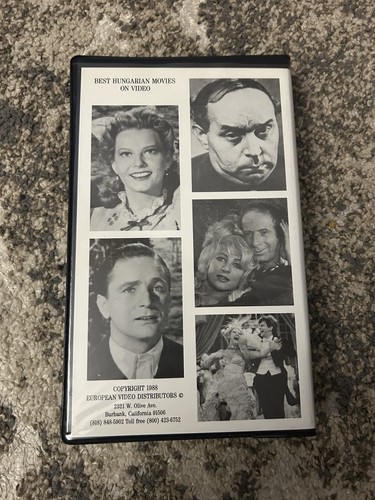 BEST HUNGARIAN MOVIES
ON VIDEO
COPYRIGHT 1988
EUROPEAN VIDEO DISTRIBUTORS ©
2321 W. Olive Ave.
Burbank, California 91506
(818) 848-5902 Toll free (800) 423-6752